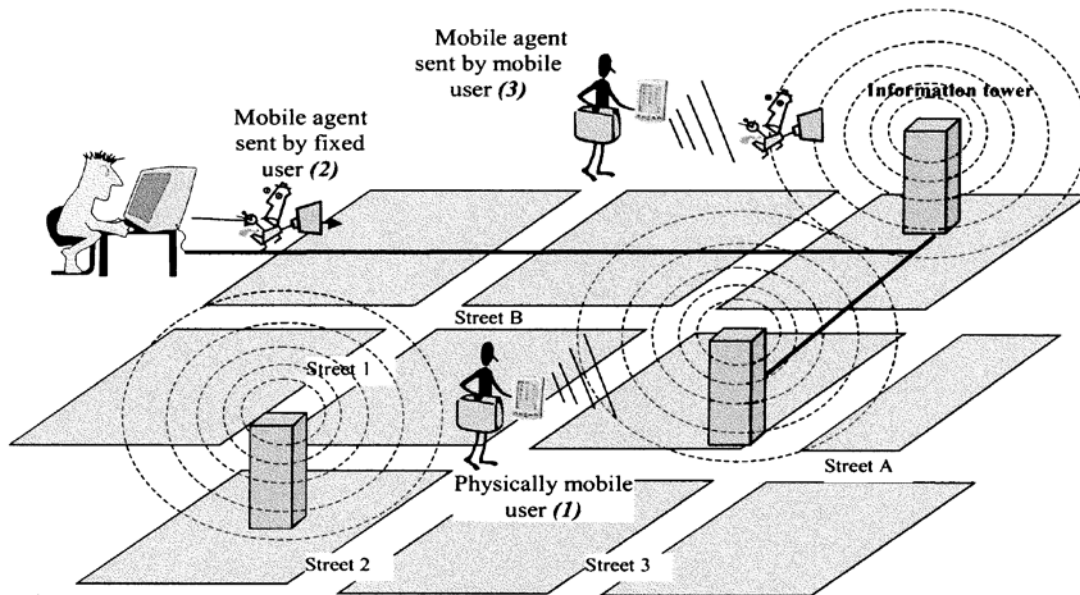 Mobile agent
sent by mobile
user (3)
Information tower
Mobile agent
sent by fixed
user (2)
Street B
Street 1
Street A
Physically mobile
user (1)
Street 2
Street 3